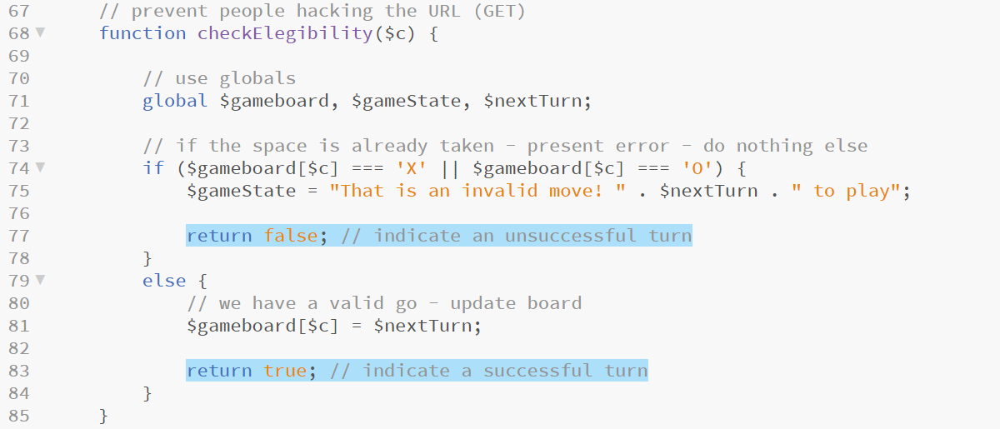 67 // prevent people hacking the URL (GET)
68 function checkElegibility($c) {
69
70 // use globals
71 global $gameboard, $gameState, $nextTurn;
72
73 // if the space is already taken - present error - do nothing else
74 if ($gameboard[$c] === 'X' || $gameboard[$c] === 'O') {
75 $gameState = "That is an invalid move! " . $nextTurn . " to play";
76
77 return false; // indicate an unsuccessful turn
78 }
79 else {
80 // we have a valid go - update board
81 $gameboard[$c] = $nextTurn;
82
83 return true; // indicate a successful turn
84 }
85 }